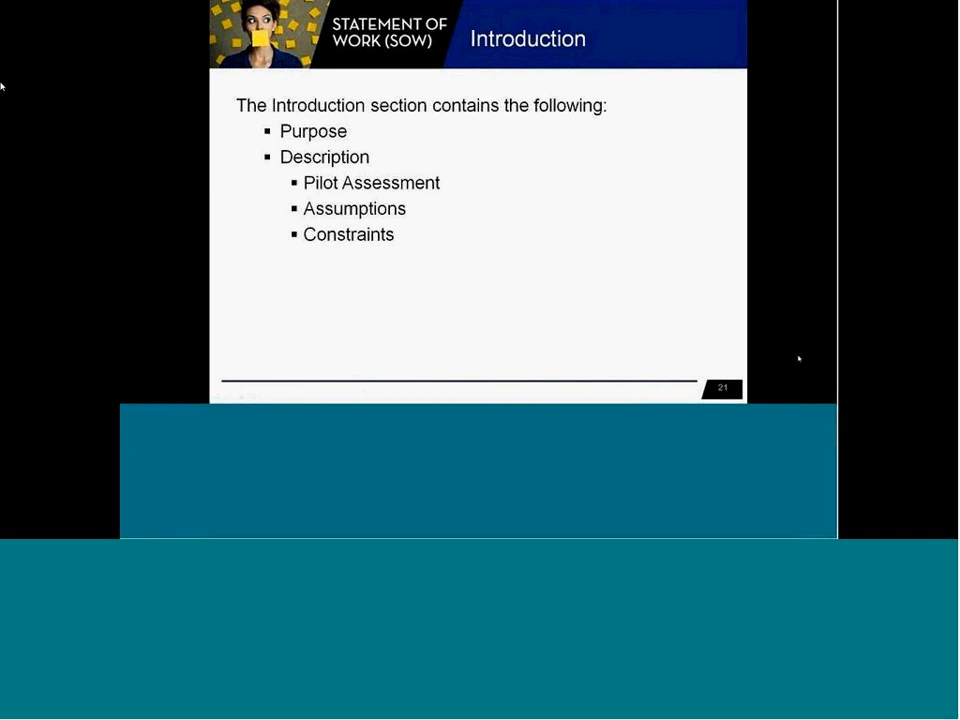 STATEMENT OF
WORK (SOW)
Introduction
The Introduction section contains the following:
▪ Purpose
▪ Description
▪ Pilot Assessment
▪ Assumptions
▪ Constraints
21